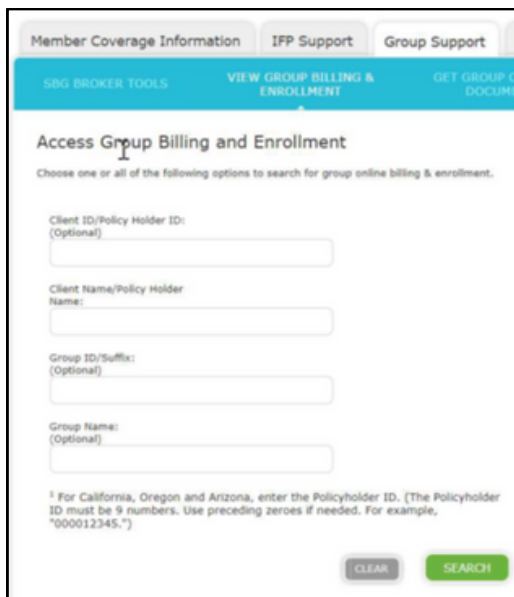 Member Coverage Information IFP Support Group Support
SBG BROKER TOOLS VIEW GROUP BILLING & ENROLLMENT GET GROUP
Access Group Billing and Enrollment
Choose one or all of the following options to search for group online billing & enrollment.
Client ID/Policy Holder ID:
(Optional)
Client Name/Policy Holder
Name:
Group ID/Suffix:
(Optional)
Group Name:
(Optional)
1 For California, Oregon and Arizona, enter the Policyholder ID. (The Policyholder
ID must be 9 numbers. Use preceding zeroes if needed. For example,
"000012345.")
CLEAR SEARCH